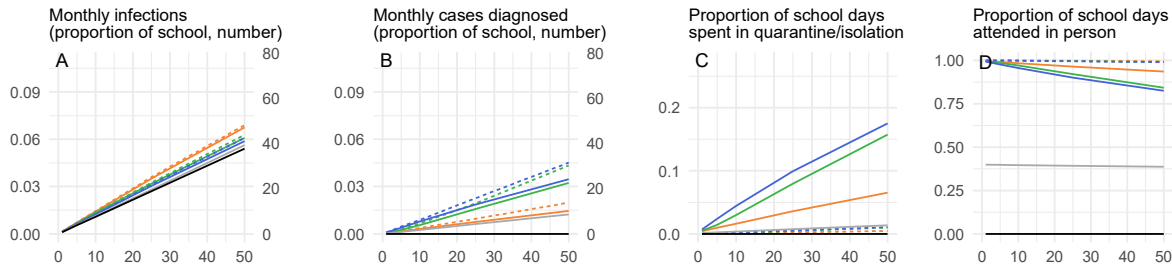 Monthly infections
(proportion of school, number)
A
80
0.09
60
0.06
40
0.03
20
0.00
0
0 10 20 30 40 50
Monthly cases diagnosed
(proportion of school, number)
B
80
0.09
60
0.06
40
0.03
20
0.00
0
0 10 20 30 40 50
Proportion of school days
spent in quarantine/isolation
C
0.2
0.1
0.0
0 10 20 30 40 50
Proportion of school days
attended in person
D
1.00
0.75
0.50
0.25
0.00
0 10 20 30 40 50